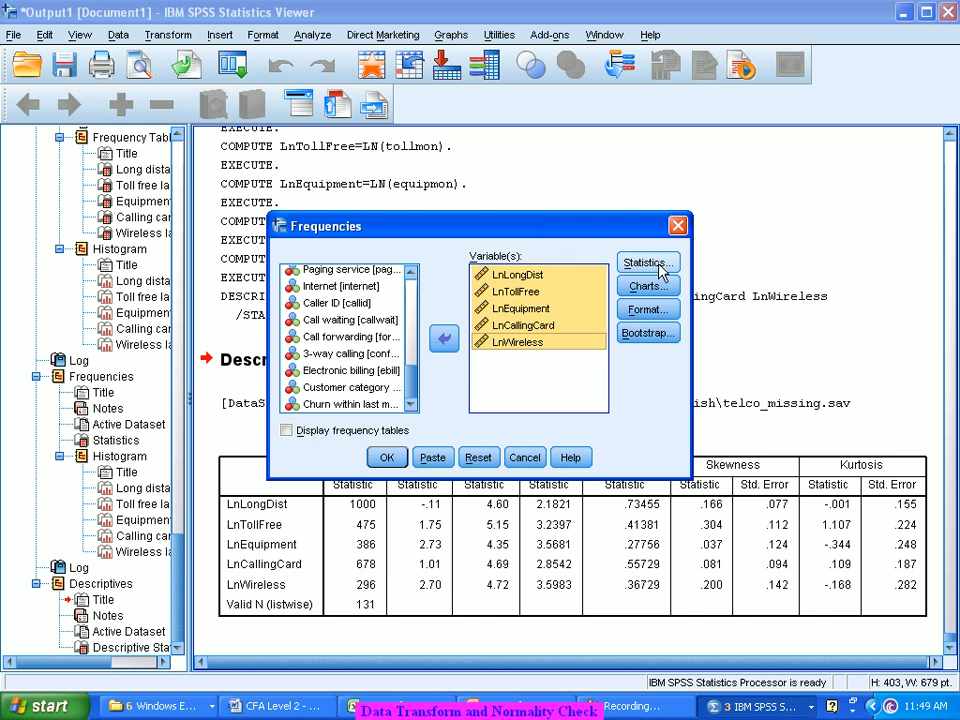 *Output1 [Document1] - IBM SPSS Statistics Viewer
File Edit View Data Transform Insert Format Analyze Direct Marketing Graphs Utilities Add-ons Window Help
Frequency Tab
Title
Long dista
Toll free la
Equipment
Calling car
Wireless l
Histogram
Title
Long dista
Toll free la
Equipment
Calling car
Wireless l
Log
Frequencies
Title
Notes
Active Dataset
Statistics
Histogram
Title
Long dista
Toll free la
Equipment
Calling car
Wireless l
Log
Descriptives
Title
Notes
Active Dataset
Descriptive Sta
EXECUTE.
COMPUTE LnTollFree=LN(tollmon).
EXECUTE.
COMPUTE LnEquipment=LN(equipmon).
EXECUTE.
COMPU
EXECU
COMPU
EXECU
DESCRI
ingCard LnWireless
/STA
Descr
[DataS
ish\telco_missing.sav
Skewness Kurtosis
Statistic Statistic Statistic Statistic Statistic Statistic Std. Error Statistic Std. Error
LnLongDist 1000 -.11 4.60 2.1821 .73455 .166 .077 -.001 .155
LnTollFree 475 1.75 5.15 3.2397 .41381 .304 .112 1.107 .224
LnEquipment 386 2.73 4.35 3.5681 .27756 .037 .124 -.344 .248
LnCallingCard 678 1.01 4.69 2.8542 .55729 .081 .094 .109 .187
LnWireless 296 2.70 4.72 3.5983 .36729 .200 .142 -.168 .282
Valid N (listwise) 131
Frequencies
Variable(s):
Paging service [pag...
Internet [internet]
Caller ID [callid]
Call waiting [callwait]
Call forwarding [for...
3-way calling [conf...
Electronic billing [ebill]
Customer category ...
Churn within last m...
LnLongDist
LnTollFree
LnEquipment
LnCallingCard
LnWireless
Statistics...
Charts...
Format...
Bootstrap...
Display frequency tables
OK Paste Reset Cancel Help
IBM SPSS Statistics Processor is ready
H: 403, W: 679 pt.
start
6 Windows E...
CFA Level 2 - ...
Recording...
3 IBM SPSS S...
11:49 AM
Data Transform and Normality Check